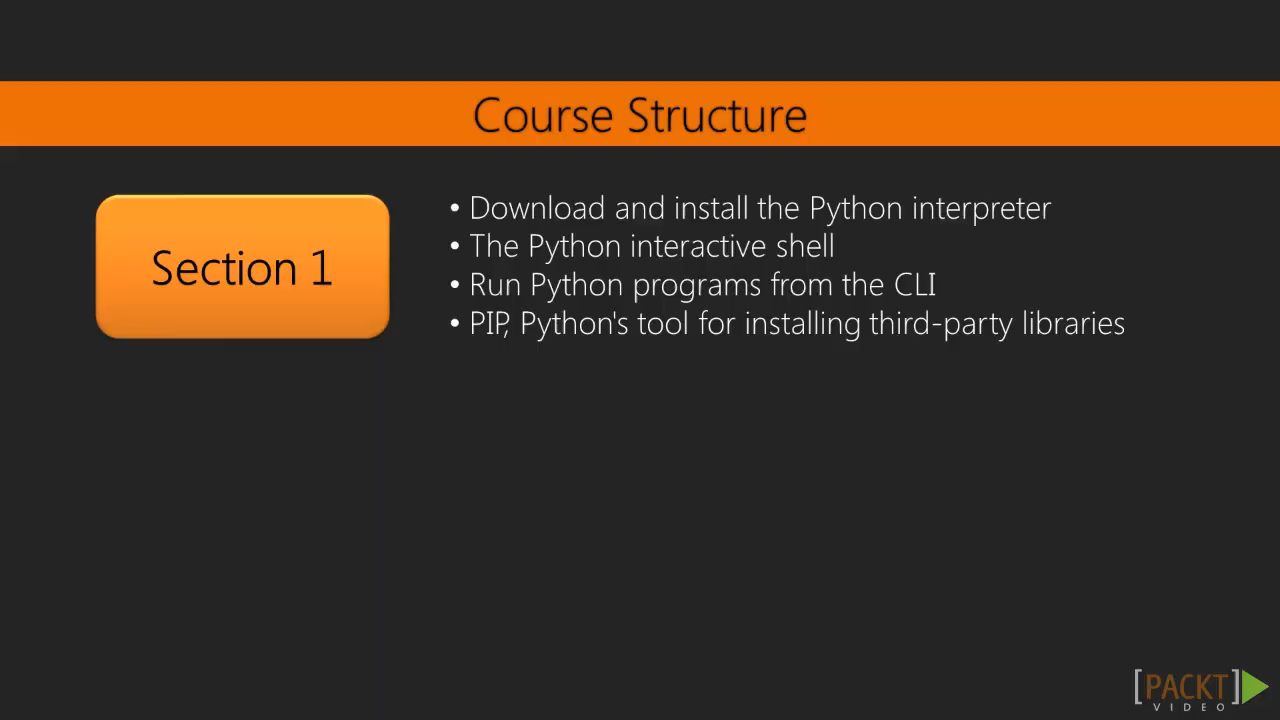 Course Structure
Section 1
• Download and install the Python interpreter
• The Python interactive shell
• Run Python programs from the CLI
• PIP, Python's tool for installing third-party libraries
[PACKT]
VIDEO